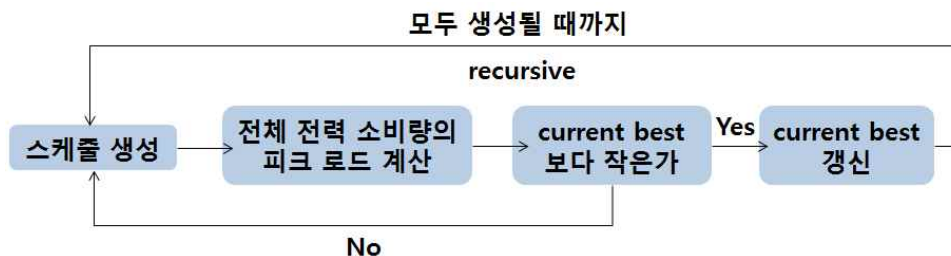 모두 생성될 때까지
recursive
스케줄 생성
전체 전력 소비량의
피크 로드 계산
current best
보다 작은가
Yes
current best
갱신
No